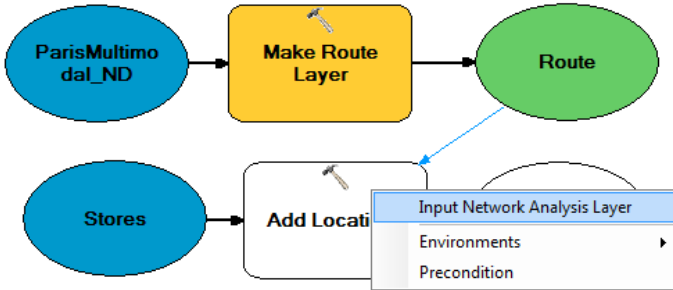 ParisMultimo
dal_ND
Make Route
Layer
Route
Stores
Add Locati
Input Network Analysis Layer
Environments
Precondition